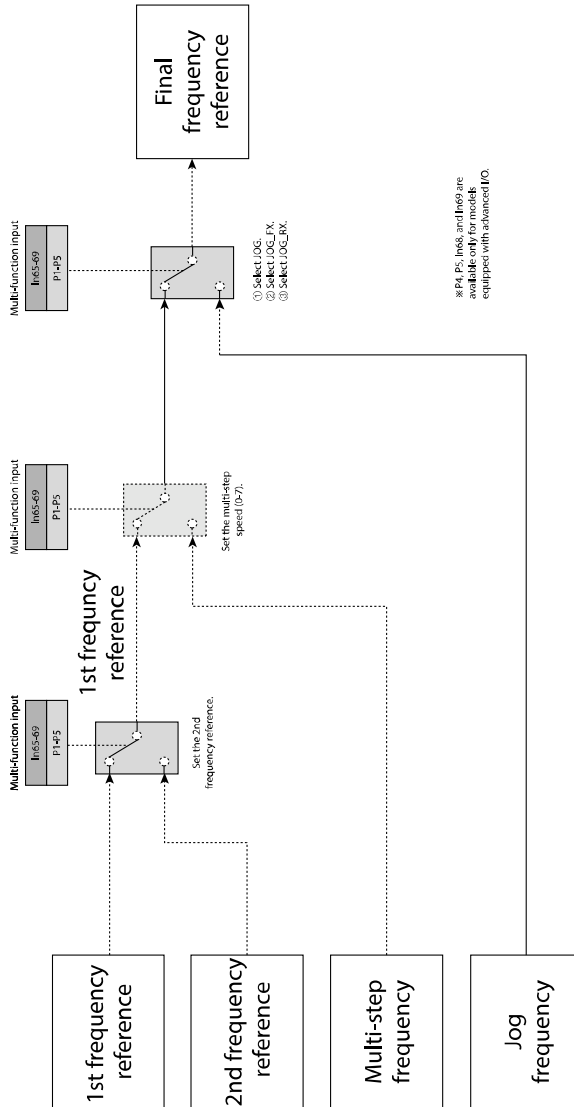 1st frequency
reference
2nd frequency
reference
Multi-step
frequency
Jog
frequency
Multi-function input
In65-69
P1-P5
Set the 2nd
frequency reference.
1st frequncy
reference
Multi-function input
In65-69
P1-P5
Set the multi-step
speed (0-7).
Multi-function input
In65-69
P1-P5
① Select JOG.
② Select JOG_FX.
③ Select JOG_RX.
Final
frequency
reference
※P4, P5, In68, and In69 are
available only for models
equipped with advanced I/O.